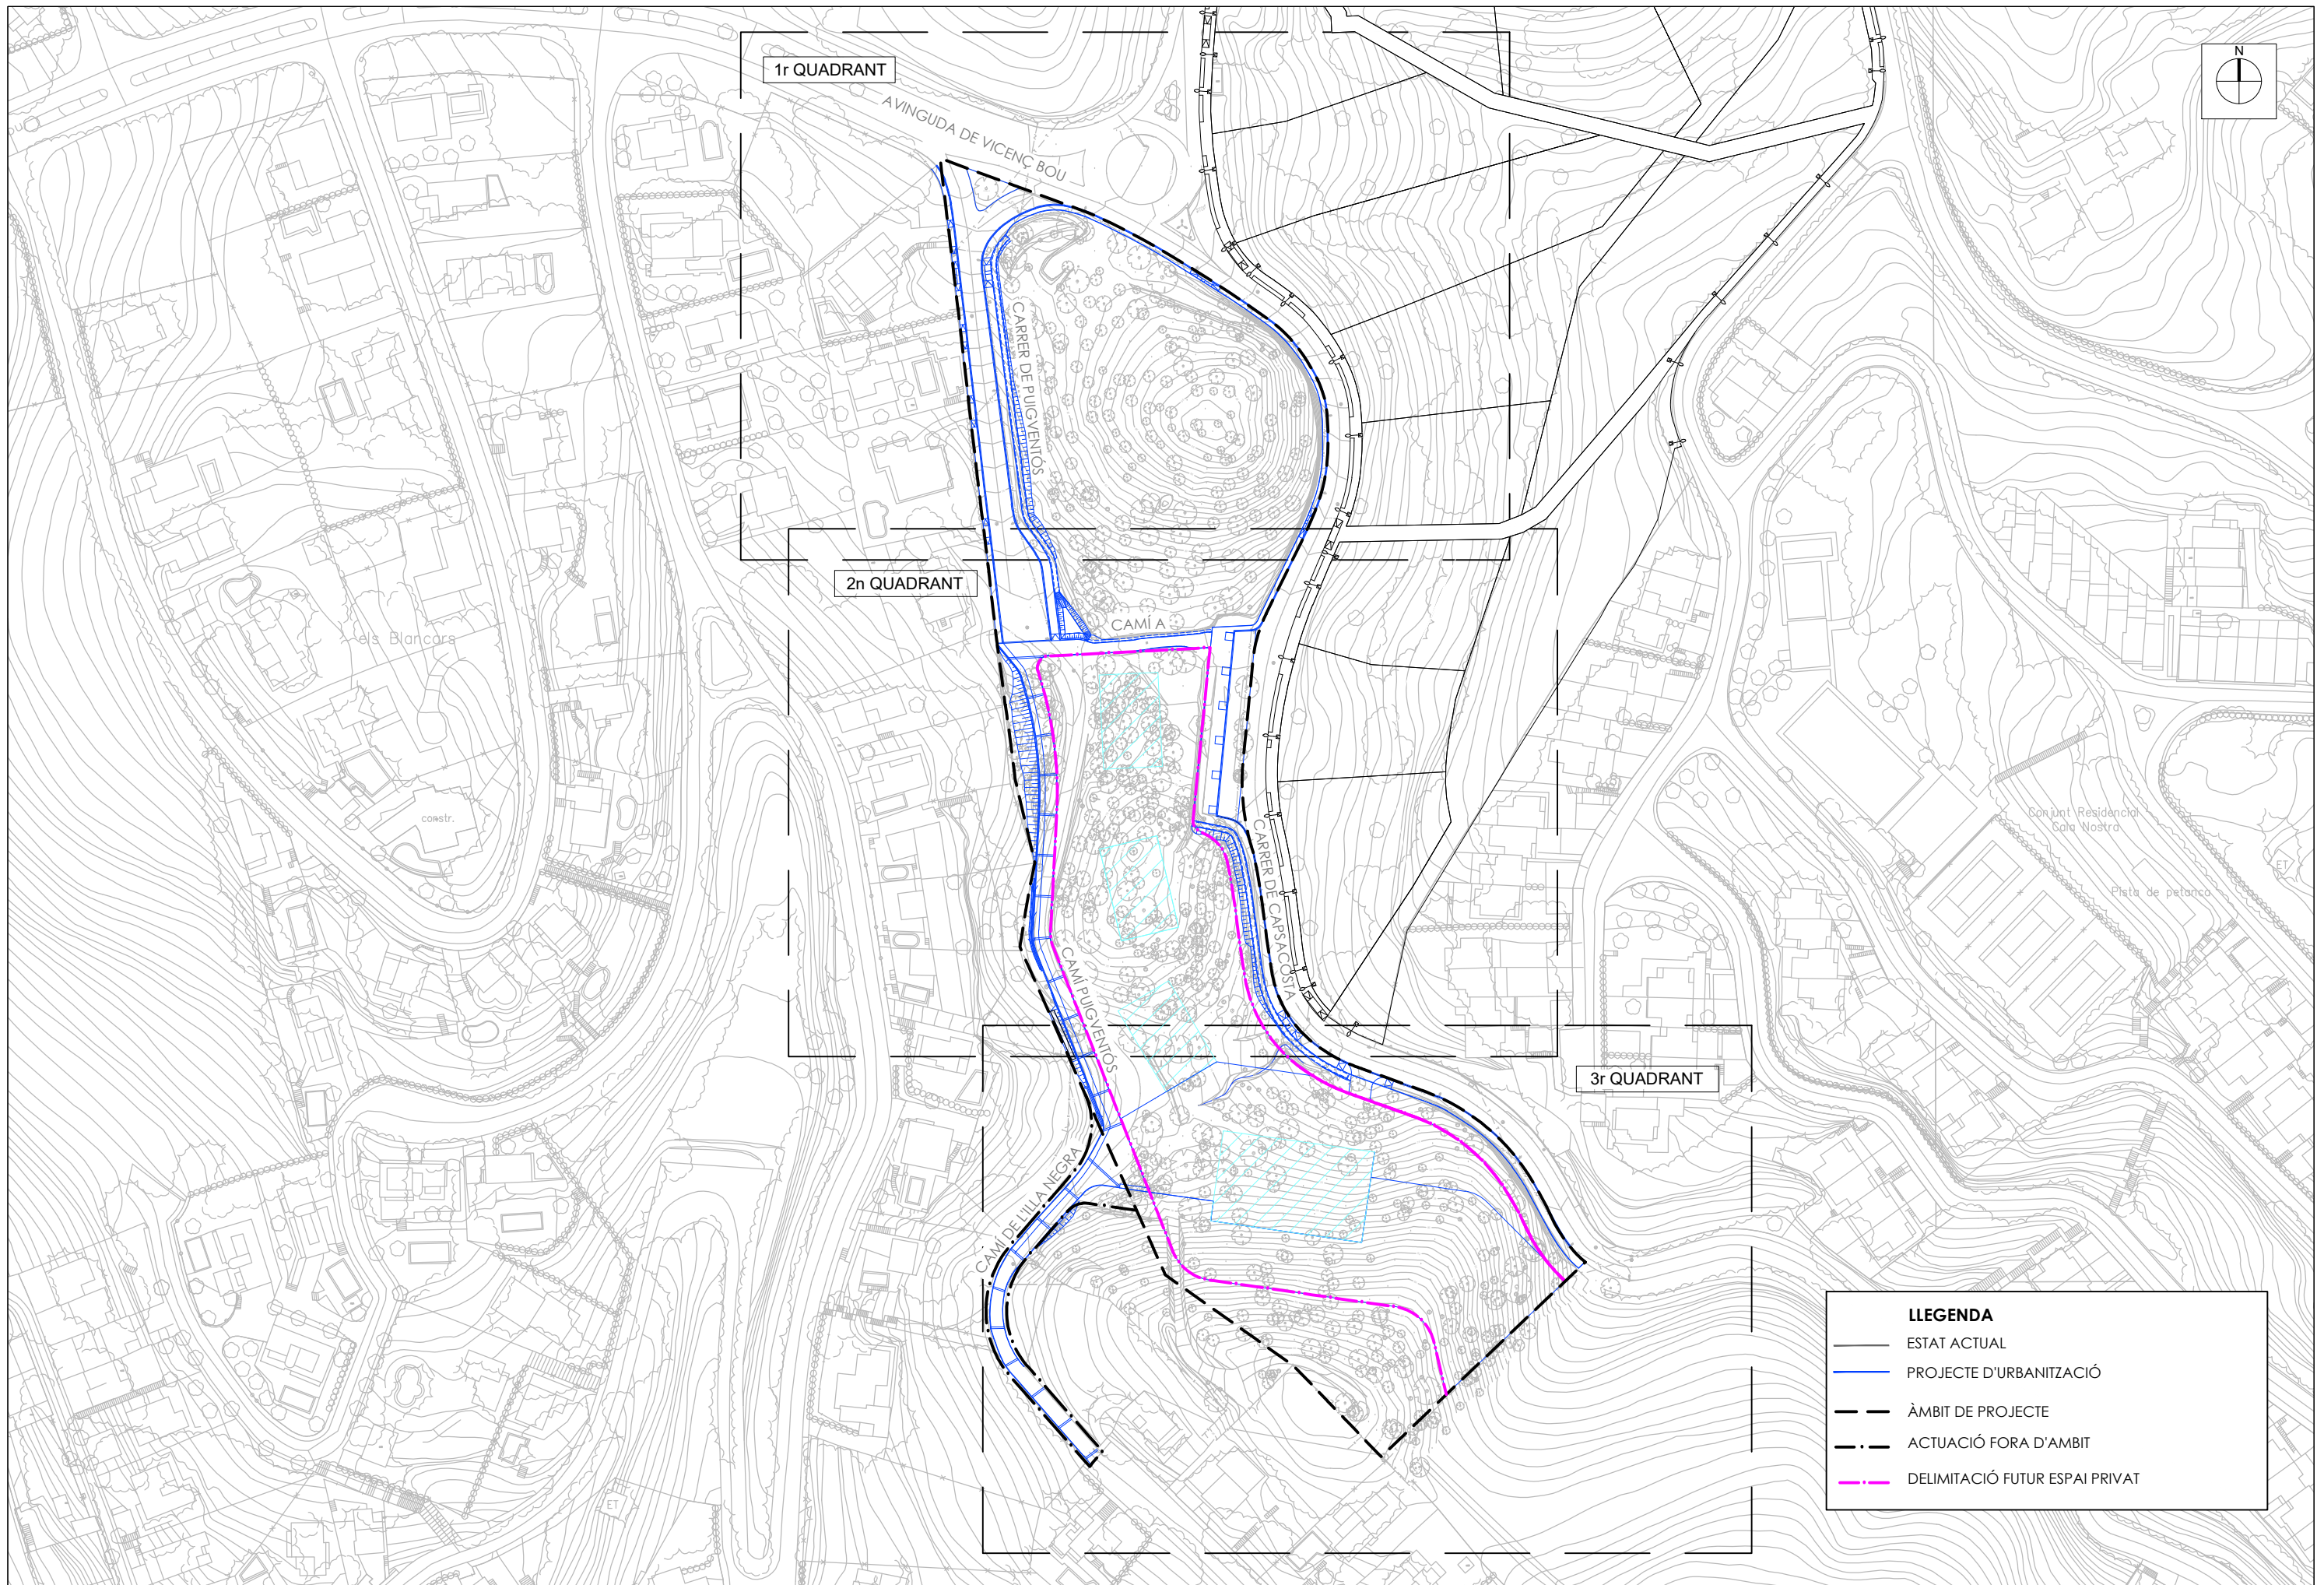 1r QUADRANT
N
AVINGUDA DE VICENÇ BOU
CARRER DE PUIGVENTÓS
2n QUADRANT
CAMÍ A
els Blancars
constr.
Conjunt Residencial
Cala Nostra
ET
Pista de petanca
CARRER DE CAPSACOSTA
CAMÍ PUIGVENTÓS
3r QUADRANT
CAMÍ DE L'ILLA NEGRA
LLEGENDA
ESTAT ACTUAL
PROJECTE D'URBANITZACIÓ
ÀMBIT DE PROJECTE
ACTUACIÓ FORA D'AMBIT
DELIMITACIÓ FUTUR ESPAI PRIVAT
ET